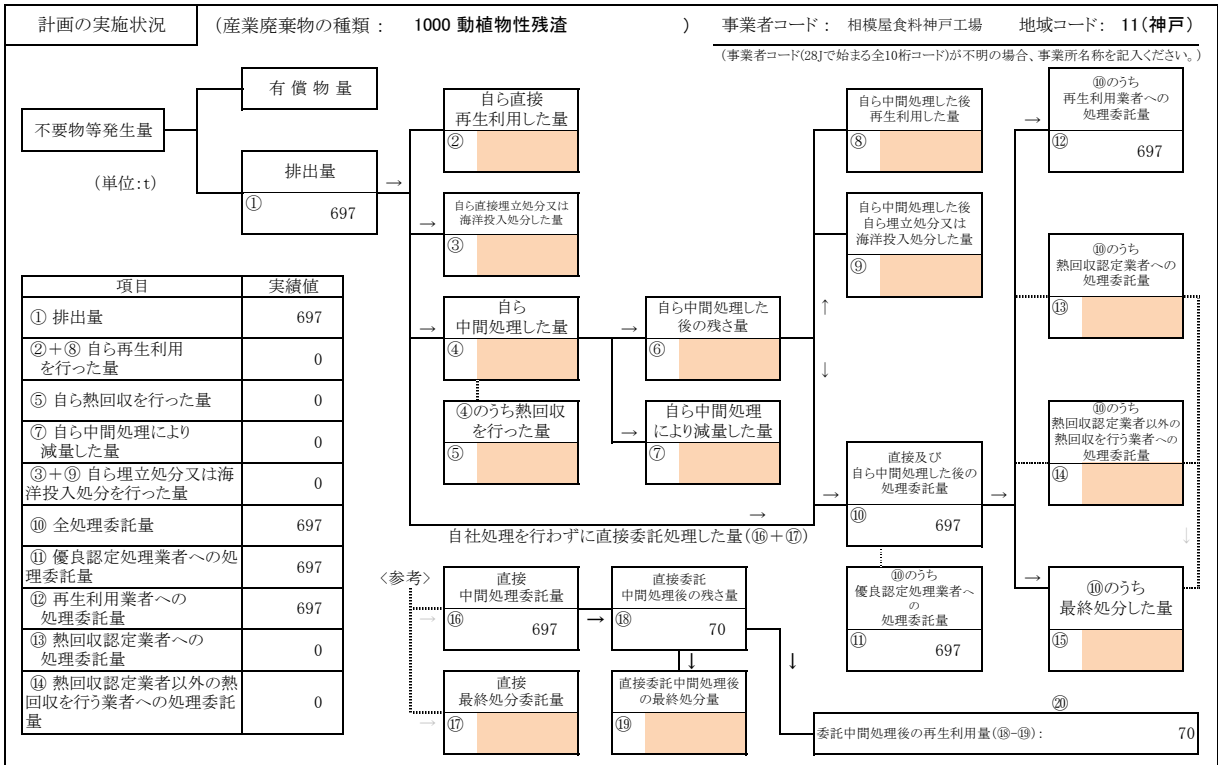 計画の実施状況 (産業廃棄物の種類： 1000 動植物性残渣 ) 事業者コード： 相模屋食料神戸工場 地域コード： 11(神戸)
(事業者コード(28Jで始まる全10桁コード)が不明の場合、事業所名称を記入ください。)
不要物等発生量
(単位:t)
有償物量
排出量
→
① 697
自ら直接
再生利用した量
②
→
自ら直接埋立処分又は
海洋投入処分した量
③
→
自ら
中間処理した量
④
④のうち熱回収
を行った量
⑤
→
自ら中間処理した
後の残さ量
⑥
→
自ら中間処理
により減量した量
⑦
自ら中間処理した後
再生利用した量
⑧
自ら中間処理した後
自ら埋立処分又は
海洋投入処分した量
⑨
↑
↓
→
自社処理を行わずに直接委託処理した量(⑯+⑰)
→
直接及び
自ら中間処理した後の
処理委託量
⑩ 697
→
⑩のうち
優良認定処理業者へ
の
処理委託量
⑪ 697
→
⑩のうち
再生利用業者への
処理委託量
⑫ 697
⑩のうち
熱回収認定業者への
処理委託量
⑬
⑩のうち
熱回収認定業者以外の
熱回収を行う業者への
処理委託量
⑭
↓
→
⑩のうち
最終処分した量
⑮
項目 実績値
① 排出量 697
②+⑧ 自ら再生利用
を行った量 0
⑤ 自ら熱回収を行った量 0
⑦ 自ら中間処理により
減量した量 0
③+⑨ 自ら埋立処分又は海
洋投入処分を行った量 0
⑩ 全処理委託量 697
⑪ 優良認定処理業者への処
理委託量 697
⑫ 再生利用業者への
処理委託量 697
⑬ 熱回収認定業者への
処理委託量 0
⑭ 熱回収認定業者以外の熱
回収を行う業者への処理委託
量 0
〈参考〉
→
直接
中間処理委託量
⑯ 697
→
直接委託
中間処理後の残さ量
⑱ 70
↓
↓
→
直接
最終処分委託量
⑰
直接委託中間処理後
の最終処分量
⑲
⑳
委託中間処理後の再生利用量(⑱-⑲)： 70